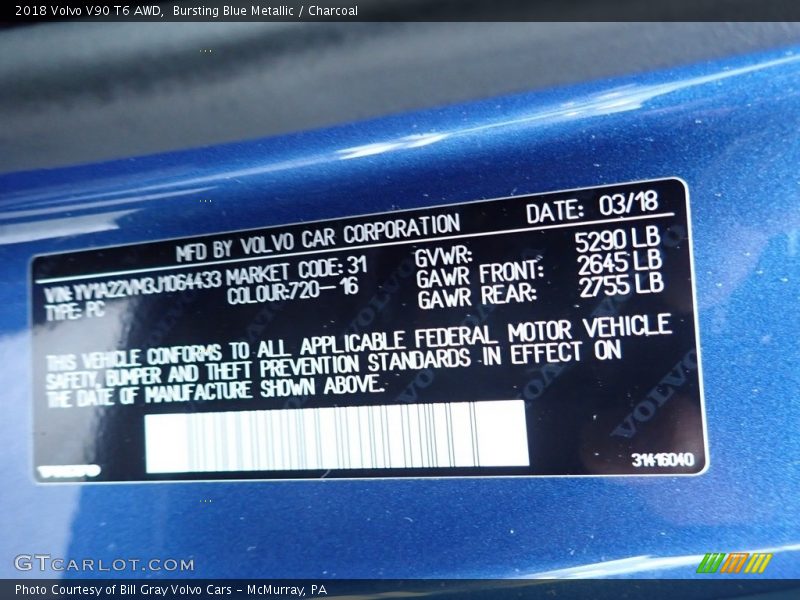 2018 Volvo V90 T6 AWD, Bursting Blue Metallic / Charcoal
MFD BY VOLVO CAR CORPORATION DATE: 03/18
VIN: YV1A22VM3J1064433 MARKET CODE: 31 GVWR: 5290 LB
TYPE: PC COLOUR:720-16 GAWR FRONT: 2645 LB
GAWR REAR: 2755 LB
THIS VEHICLE CONFORMS TO ALL APPLICABLE FEDERAL MOTOR VEHICLE
SAFETY, BUMPER AND THEFT PREVENTION STANDARDS IN EFFECT ON
THE DATE OF MANUFACTURE SHOWN ABOVE.
VOLVO
VOLVO 31416040
GTCARLOT.COM
Photo Courtesy of Bill Gray Volvo Cars - McMurray, PA